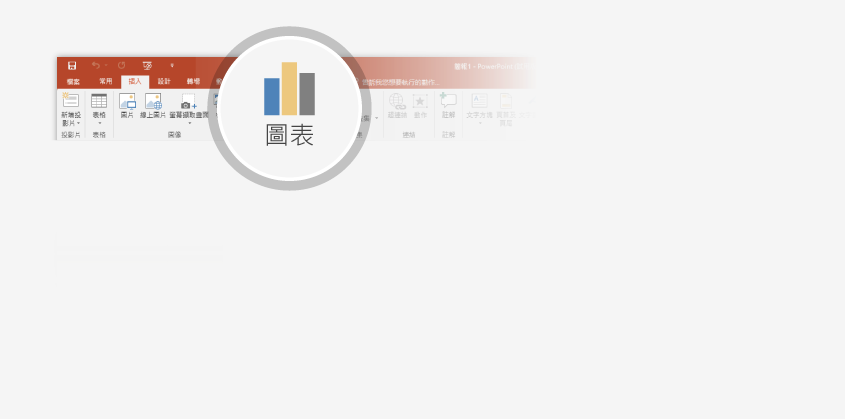 簡報1 - PowerPoint
檔案 常用 插入 設計 轉場
告訴我您想要執行的動作...
新增投影片 表格 圖片 線上圖片 螢幕擷取畫面
超連結 動作 註解 文字方塊
投影片 表格 圖像
連結 註解
圖表